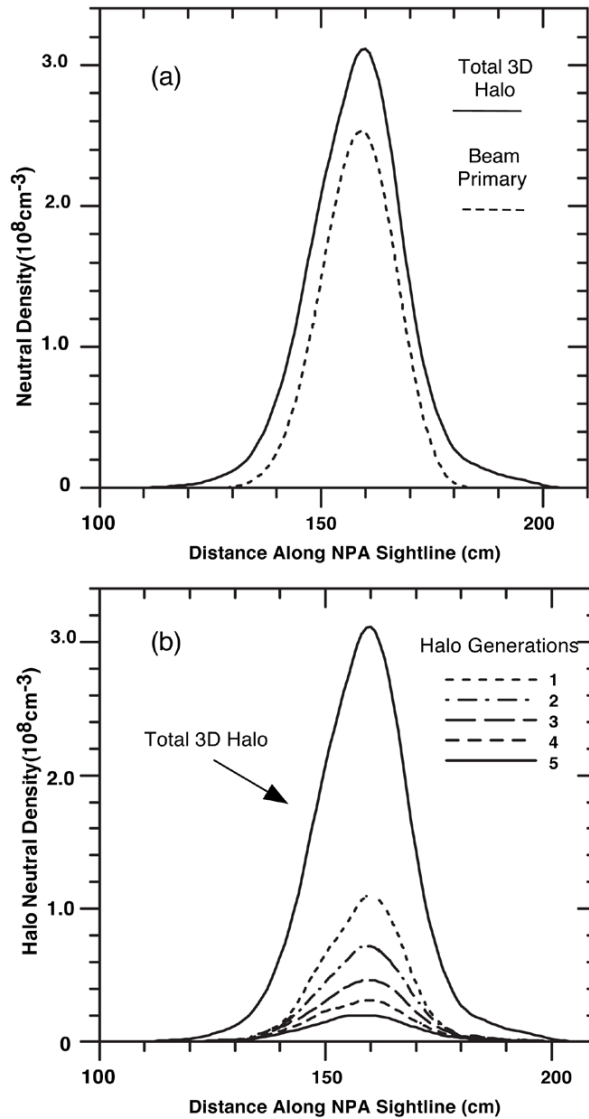 (a)
Total 3D
Halo
Beam
Primary
Neutral Density(10⁸cm-³)
3.0
2.0
1.0
0
100
150
200
Distance Along NPA Sightline (cm)
(b)
Halo Generations
1
2
3
4
5
Total 3D Halo
Halo Neutral Density(10⁸cm-³)
3.0
2.0
1.0
0
100
150
200
Distance Along NPA Sightline (cm)